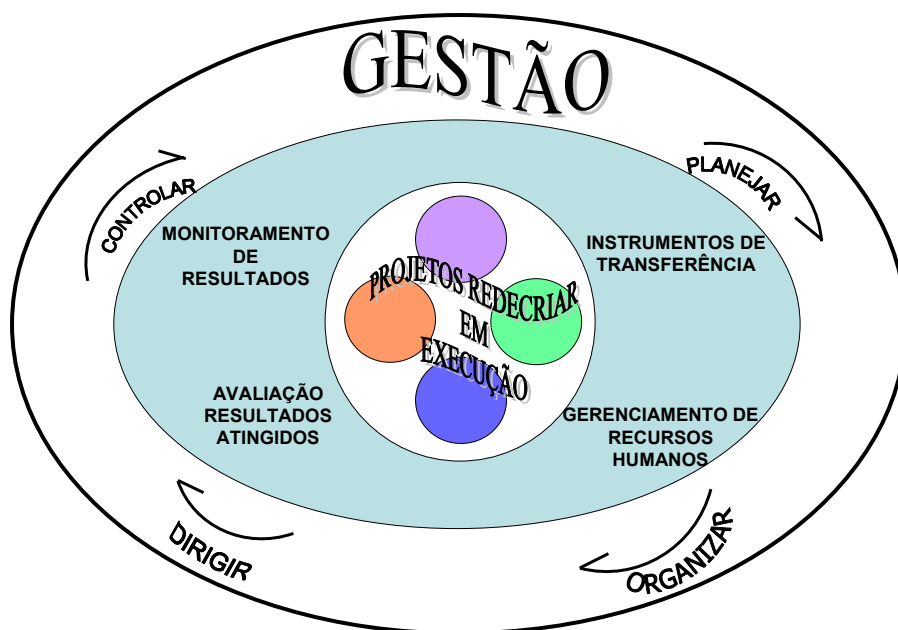 GESTÃO
CONTROLAR
PLANEJAR
MONITORAMENTO
DE
RESULTADOS
INSTRUMENTOS DE
TRANSFERÊNCIA
PROJETOS REDECRIAR
EM
EXECUÇÃO
AVALIAÇÃO
RESULTADOS
ATINGIDOS
GERENCIAMENTO DE
RECURSOS
HUMANOS
DIRIGIR
ORGANIZAR